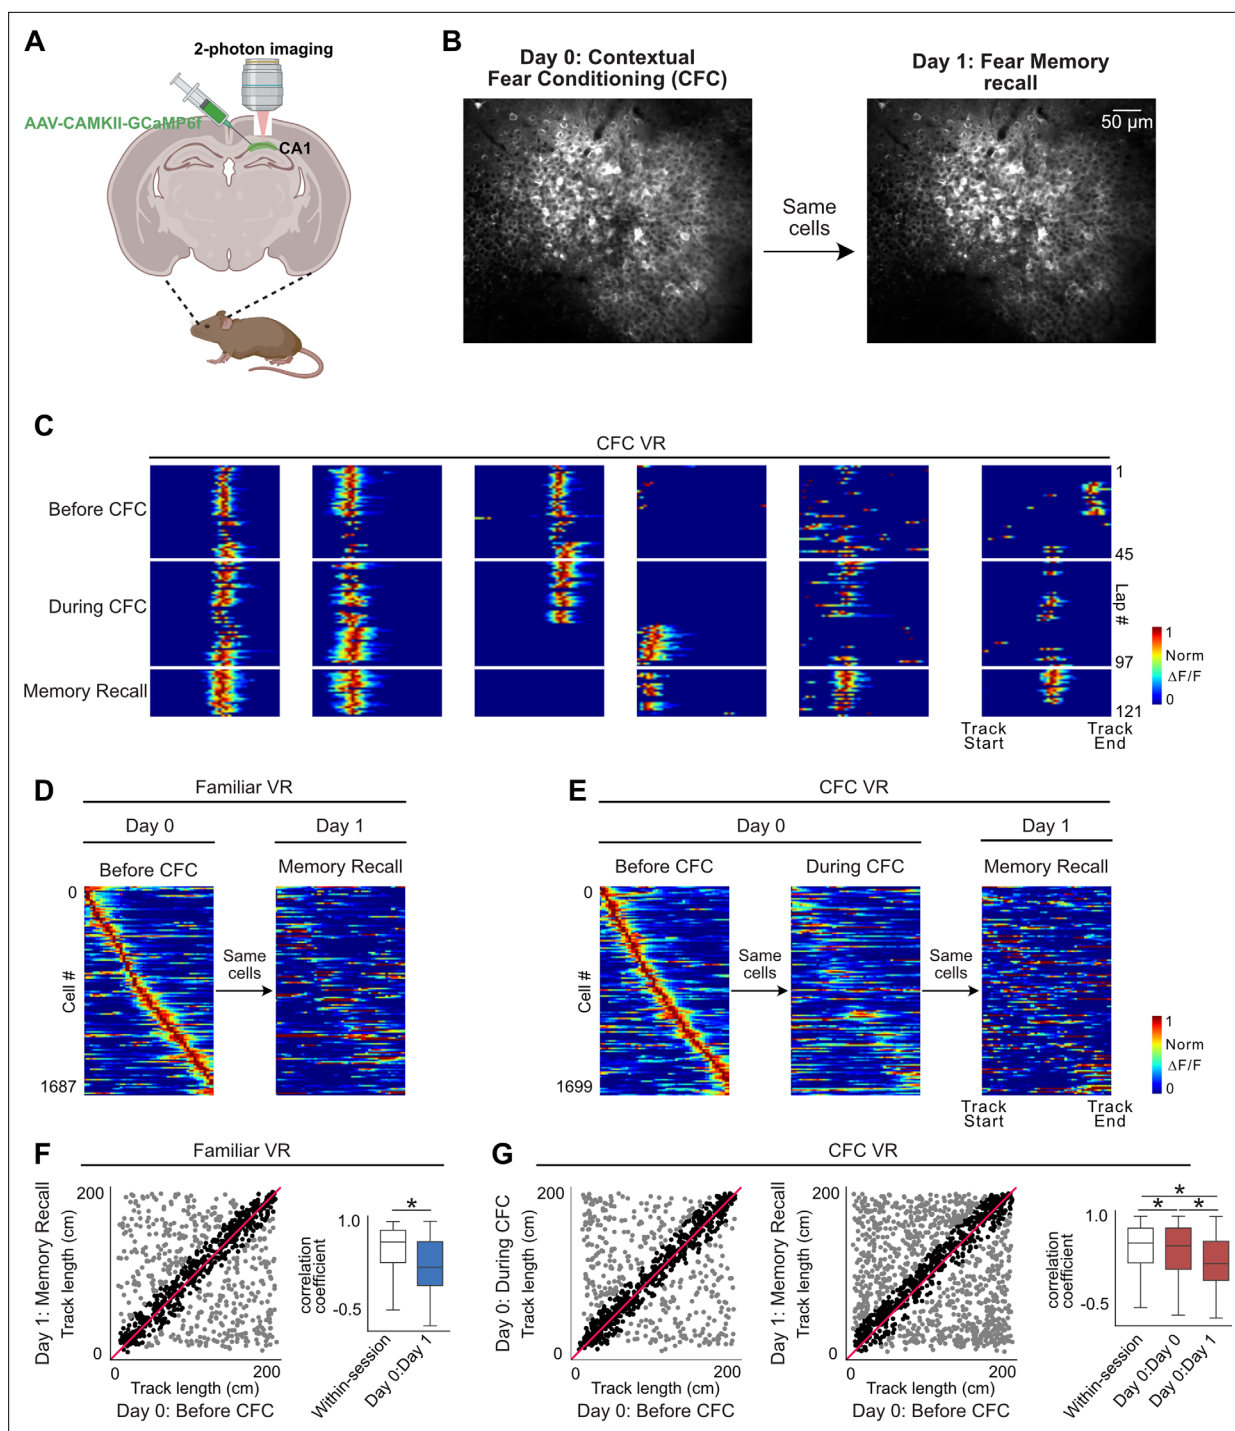 A
2-photon imaging
AAV-CAMKII-GCaMP6f
CA1
B
Day 0: Contextual
Fear Conditioning (CFC)
Day 1: Fear Memory
recall
50 µm
Same
cells
C
CFC VR
Before CFC
During CFC
Memory Recall
1
45
Lap #
97
121
1
Norm
ΔF/F
0
Track
Start
Track
End
D
Familiar VR
Day 0
Day 1
Before CFC
Memory Recall
0
Cell #
1687
Same
cells
E
CFC VR
Day 0
Day 1
Before CFC
During CFC
Memory Recall
0
Cell #
1699
Same
cells
Same
cells
1
Norm
ΔF/F
0
Track
Start
Track
End
F
Familiar VR
Day 1: Memory Recall
Track length (cm)
200
0
0
200
Track length (cm)
Day 0: Before CFC
correlation
coefficient
1.0
-0.5
*
Within-session
Day 0:Day 1
G
CFC VR
Day 0: During CFC
Track length (cm)
200
0
0
200
Track length (cm)
Day 0: Before CFC
Day 1: Memory Recall
Track length (cm)
200
0
0
200
Track length (cm)
Day 0: Before CFC
correlation
coefficient
1.0
-0.5
*
* *
Within-session
Day 0:Day 0
Day 0:Day 1